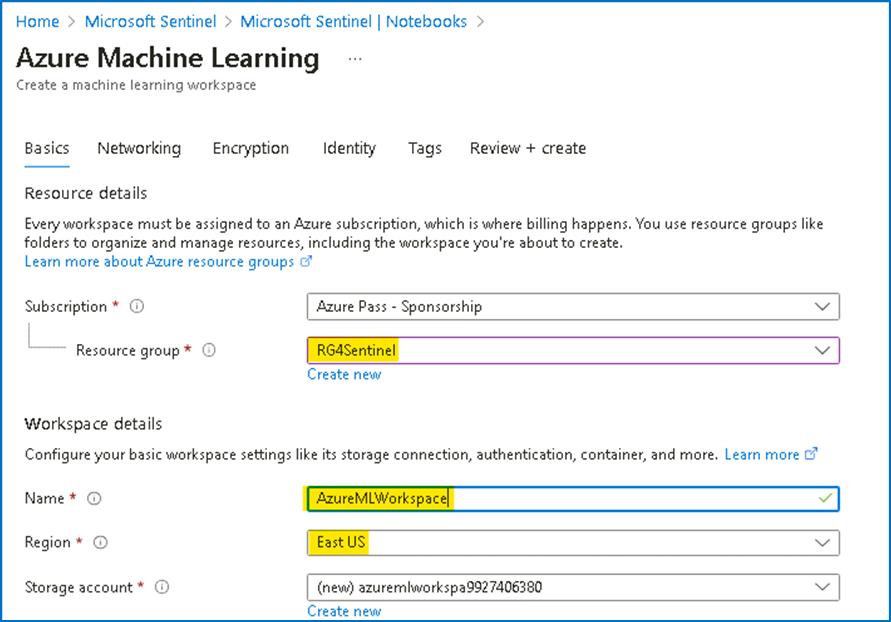 Home > Microsoft Sentinel > Microsoft Sentinel | Notebooks >
Azure Machine Learning ...
Create a machine learning workspace
Basics Networking Encryption Identity Tags Review + create
Resource details
Every workspace must be assigned to an Azure subscription, which is where billing happens. You use resource groups like
folders to organize and manage resources, including the workspace you're about to create.
Learn more about Azure resource groups
Subscription * Azure Pass - Sponsorship
Resource group * RG4Sentinel
Create new
Workspace details
Configure your basic workspace settings like its storage connection, authentication, container, and more. Learn more
Name * AzureMLWorkspace
Region * East US
Storage account * (new) azuremlworkspa9927406380
Create new